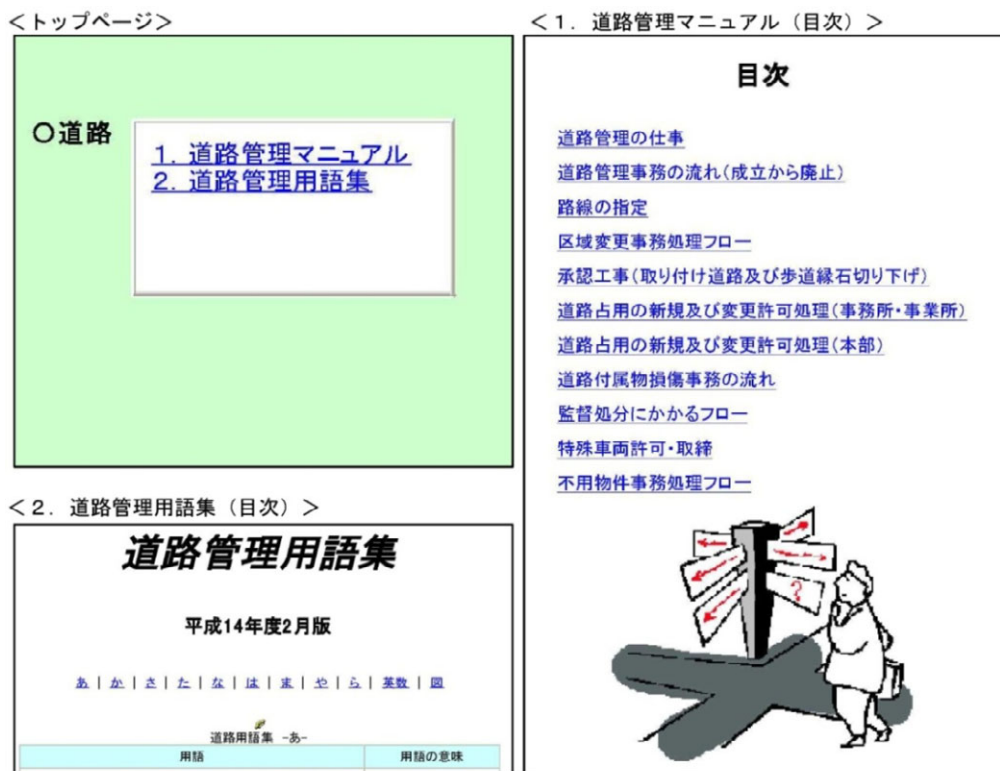 ＜トップページ＞
○道路
1．道路管理マニュアル
2．道路管理用語集
＜2．道路管理用語集（目次）＞
道路管理用語集
平成14年度2月版
あ | か | さ | た | な | は | ま | や | ら | 英数 | 図
道路用語集 -あ-
用語 用語の意味
＜1．道路管理マニュアル（目次）＞
目次
道路管理の仕事
道路管理事務の流れ（成立から廃止）
路線の指定
区域変更事務処理フロー
承認工事（取り付け道路及び歩道縁石切り下げ）
道路占用の新規及び変更許可処理（事務所・事業所）
道路占用の新規及び変更許可処理（本部）
道路付属物損傷事務の流れ
監督処分にかかるフロー
特殊車両許可・取締
不用物件事務処理フロー
?